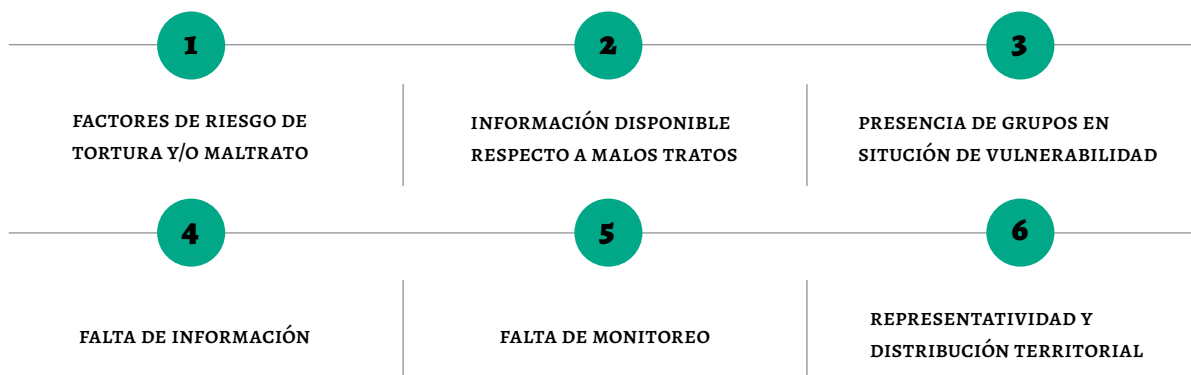 1
FACTORES DE RIESGO DE
TORTURA Y/O MALTRATO
2
INFORMACIÓN DISPONIBLE
RESPECTO A MALOS TRATOS
3
PRESENCIA DE GRUPOS EN
SITUCIÓN DE VULNERABILIDAD
4
FALTA DE INFORMACIÓN
5
FALTA DE MONITOREO
6
REPRESENTATIVIDAD Y
DISTRIBUCIÓN TERRITORIAL